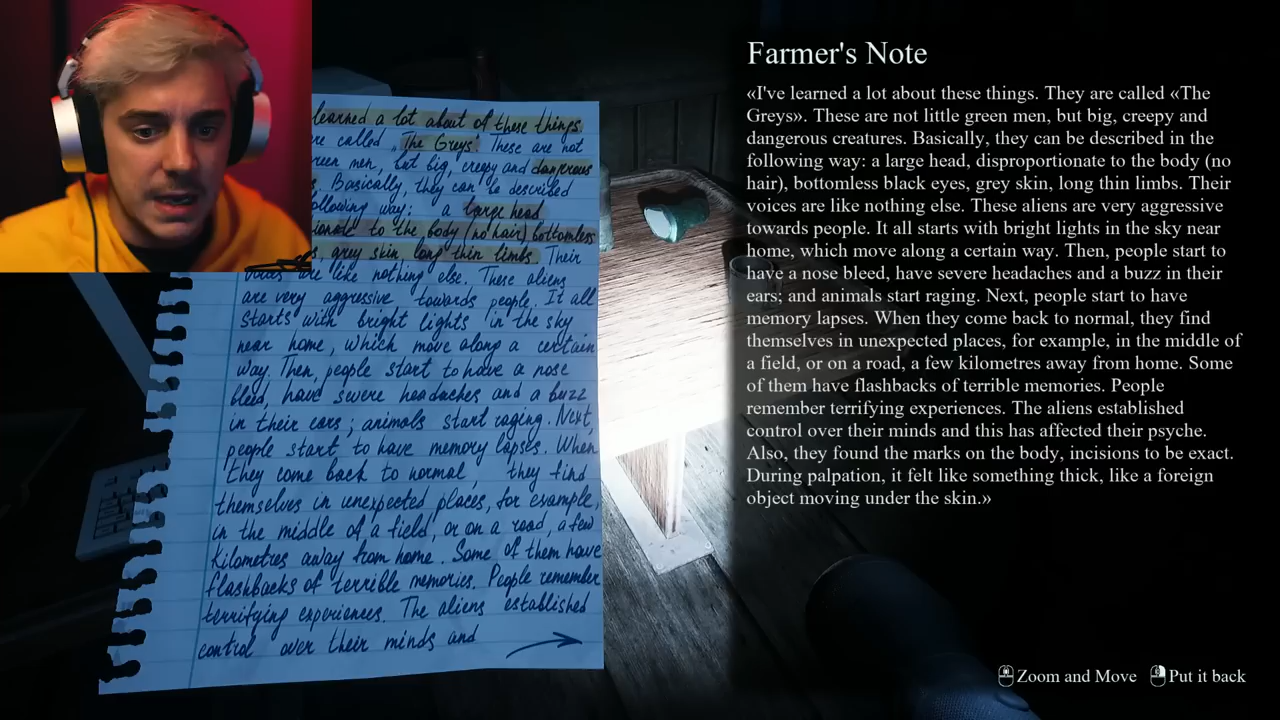 learned a lot about of these things
re called „The Greys. These are not
reen men, but big, creepy and dangerous
s. Basically, they can be described
ollowing way: a large head
ionate to the body (no hair) bottomless
s, grey skin, long thin limbs. Their
voices are like nothing else. These aliens
are very aggressive towards people. It all
starts with bright lights in the sky
near home, which move along a certain
way. Then, people start to have a nose
bleed, have swere headaches and a buzz
in their ears; animals start raging. Next
people start to have memory lapses. When
they come back to normal, they find
themselves in unexpected places, for example,
in the middle of a field, or on a road, a few
kilometres away from home. Some of them have
flashbacks of terrible memories. People remember
terrifying experiences. The aliens established
control over their minds and
Farmer's Note
«I've learned a lot about these things. They are called «The
Greys». These are not little green men, but big, creepy and
dangerous creatures. Basically, they can be described in the
following way: a large head, disproportionate to the body (no
hair), bottomless black eyes, grey skin, long thin limbs. Their
voices are like nothing else. These aliens are very aggressive
towards people. It all starts with bright lights in the sky near
home, which move along a certain way. Then, people start to
have a nose bleed, have severe headaches and a buzz in their
ears; and animals start raging. Next, people start to have
memory lapses. When they come back to normal, they find
themselves in unexpected places, for example, in the middle of
a field, or on a road, a few kilometres away from home. Some
of them have flashbacks of terrible memories. People
remember terrifying experiences. The aliens established
control over their minds and this has affected their psyche.
Also, they found the marks on the body, incisions to be exact.
During palpation, it felt like something thick, like a foreign
object moving under the skin.»
Zoom and Move Put it back